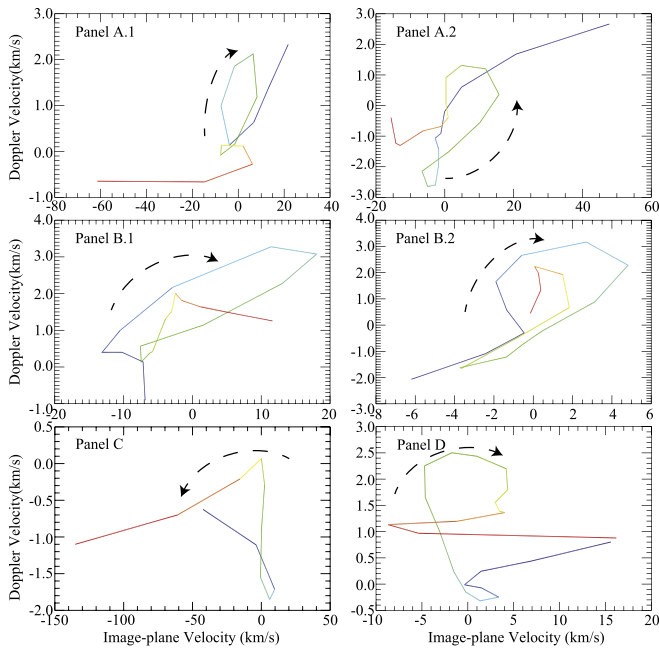 Panel A.1
Panel A.2
Doppler Velocity(km/s)
3.0
2.0
1.0
0.0
-1.0
-80 -60 -40 -20 0 20 40
3.0
2.0
1.0
0
-1.0
-2.0
-3.0
-20 0 20 40 60
Panel B.1
Panel B.2
Doppler Velocity(km/s)
4.0
3.0
2.0
1.0
0.0
-1.0
-20 -10 0 10 20
4.0
3.0
2.0
1.0
0
-1.0
-2.0
-3.0
-8 -6 -4 -2 0 2 4 6
Panel C
Panel D
Doppler Velocity(km/s)
0.5
0.0
-0.5
-1.0
-1.5
-2.0
-150 -100 -50 0 50
3.0
2.5
2.0
1.5
1.0
0.5
0.0
-0.5
-10 -5 0 5 10 15 20
Image-plane Velocity (km/s)
Image-plane Velocity (km/s)